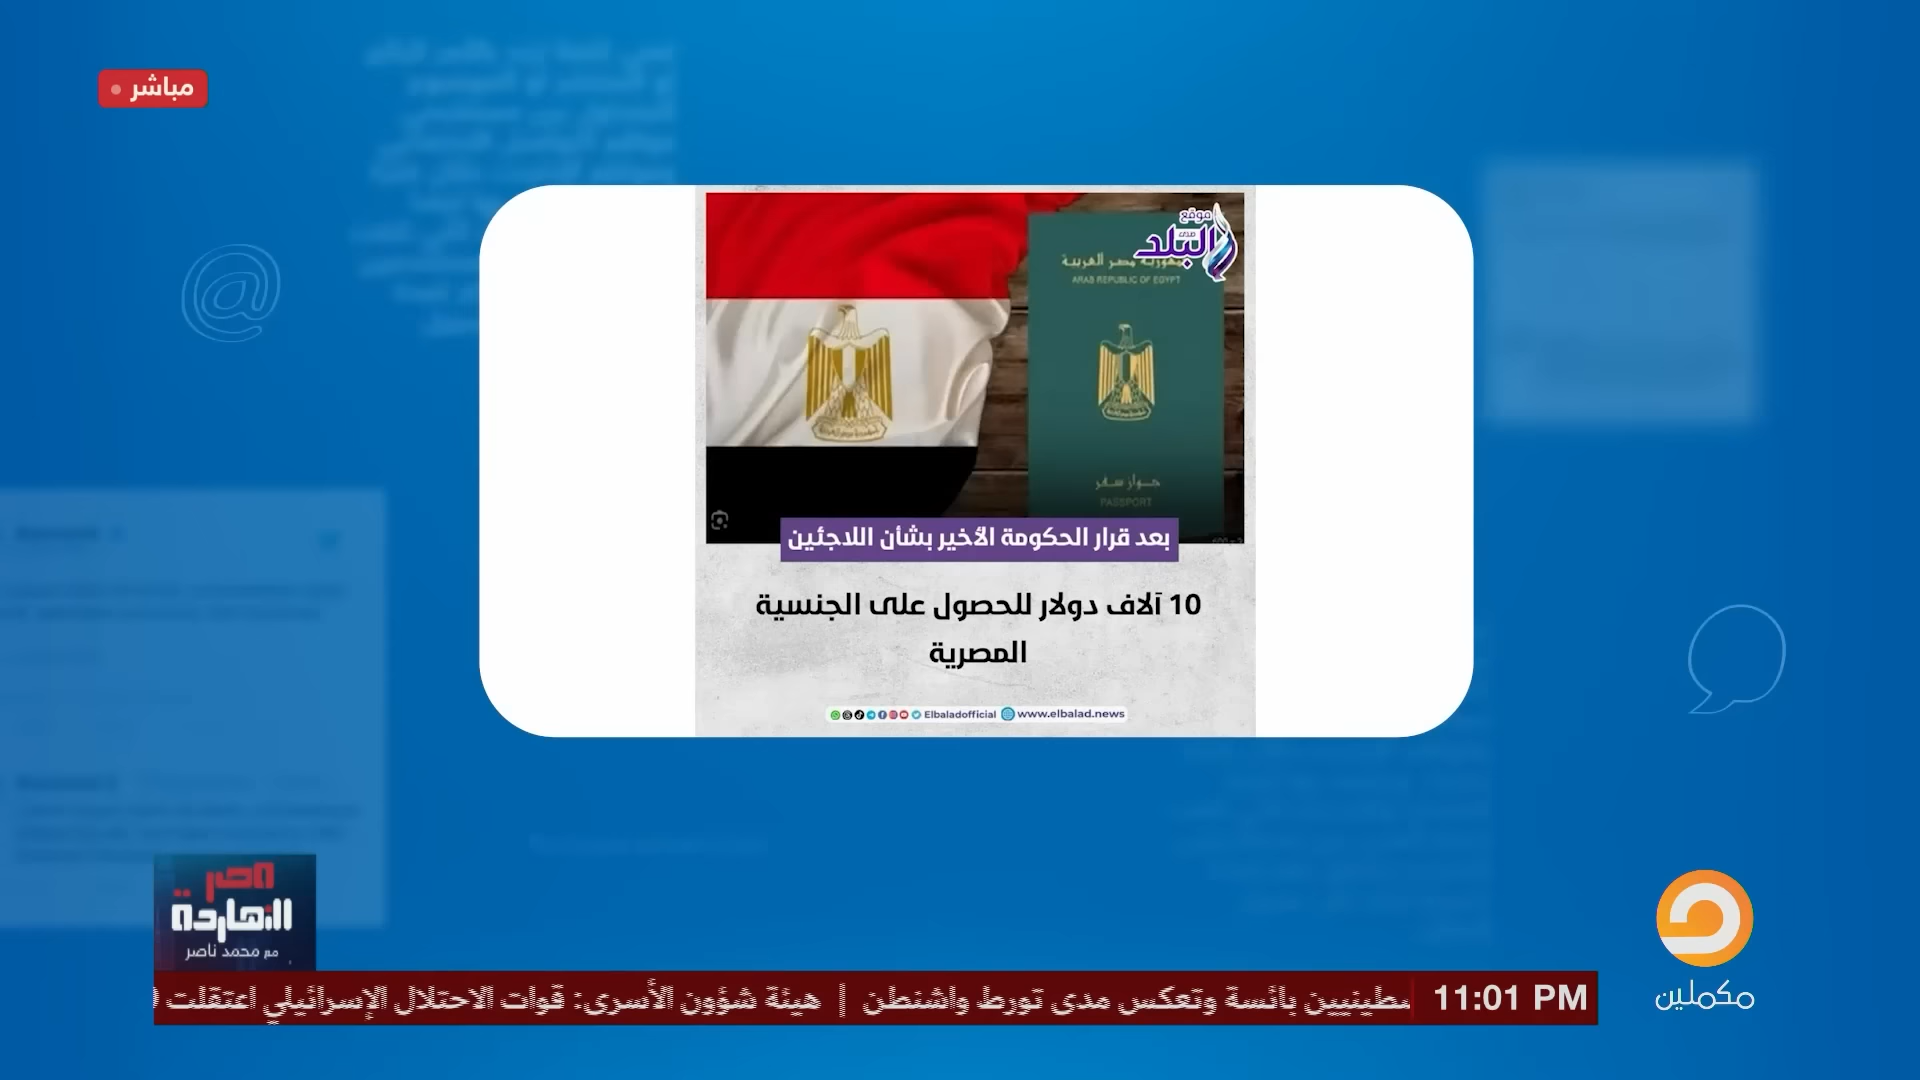 مباشر
موقع
صدى
البلد
جمهورية مصر العربية
ARAB REPUBLIC OF EGYPT
جواز سفر
PASSPORT
بعد قرار الحكومة الأخير بشأن اللاجئين
10 آلاف دولار للحصول على الجنسية
المصرية
Elbaladofficial www.elbalad.news
مصر
النهاردة
مع محمد ناصر
بائسة وتعكس مدى تورط واشنطن | هيئة شؤون الأسرى: قوات الاحتلال الإسرائيلي اعتقلت
11:01 PM
مكملين